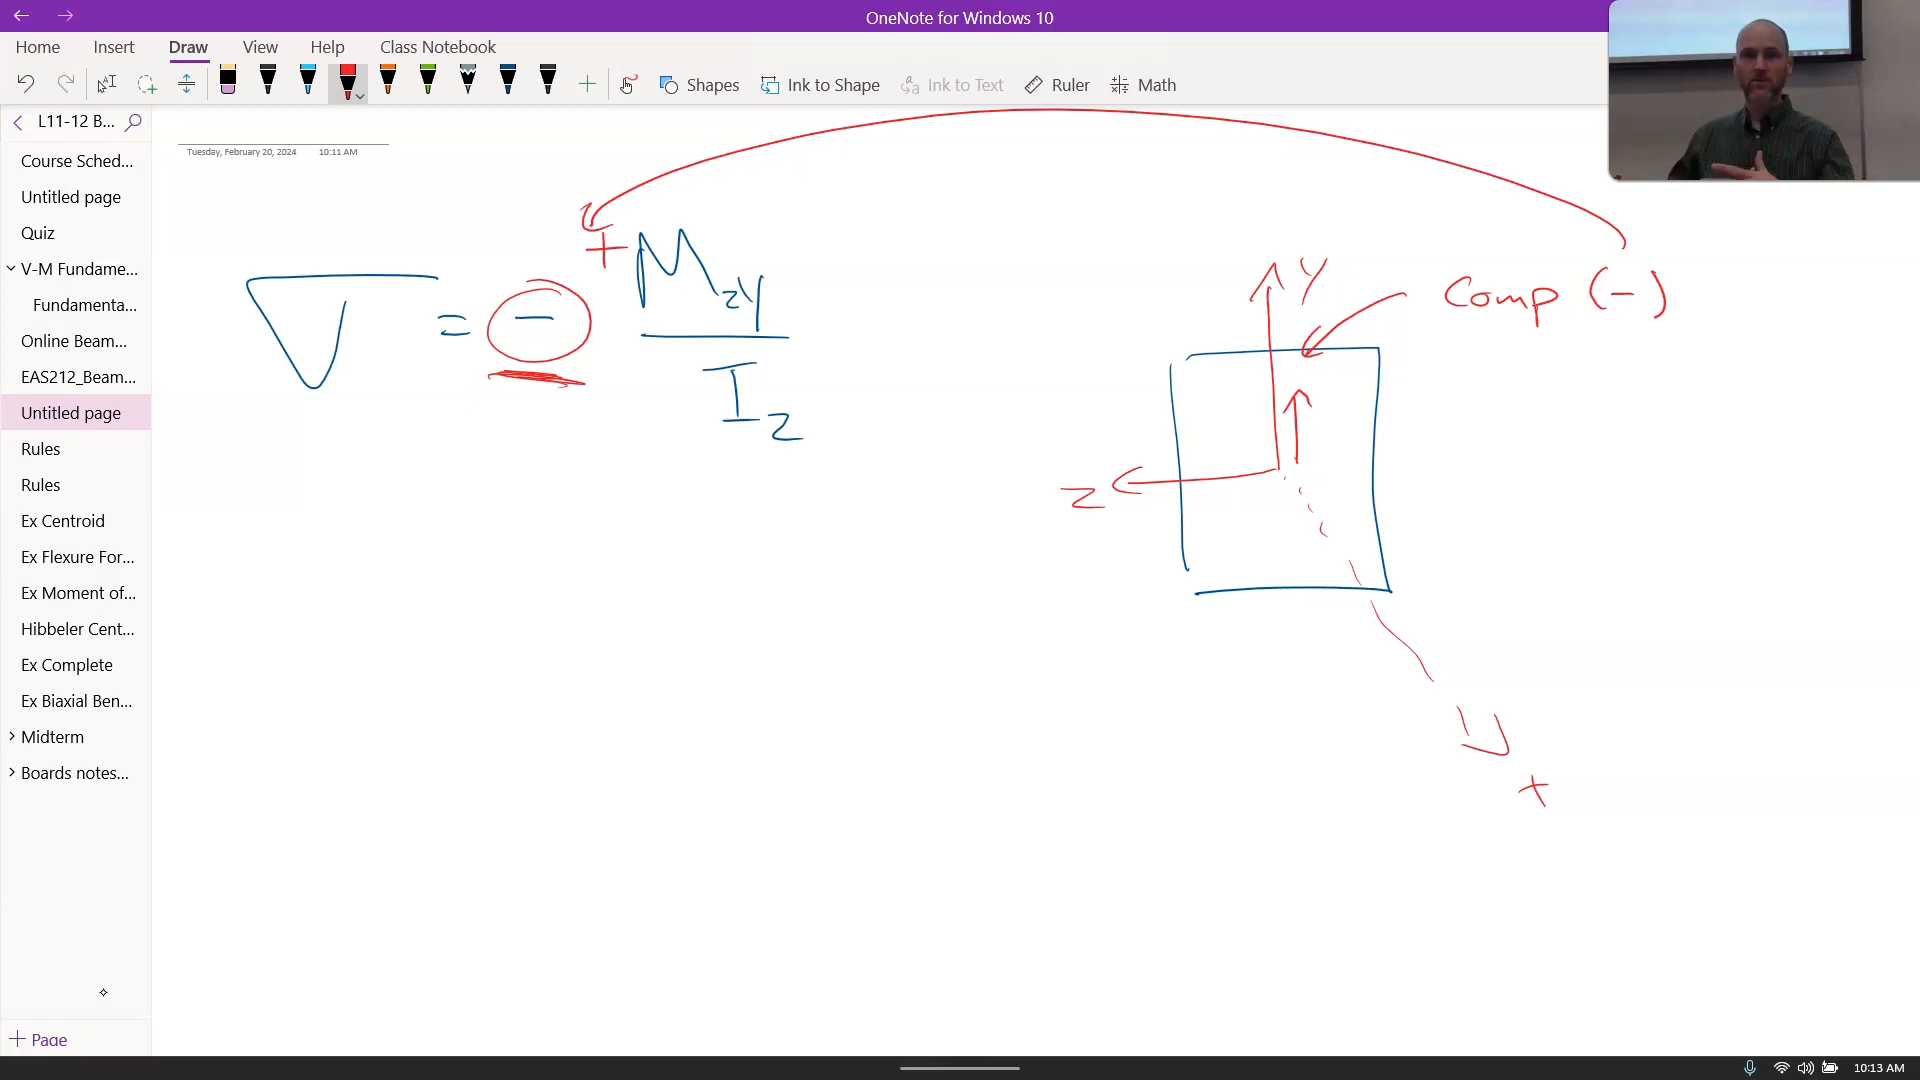 OneNote for Windows 10
Home Insert Draw View Help Class Notebook
Shapes Ink to Shape Ink to Text Ruler Math
L11-12 B...
Course Sched...
Untitled page
Quiz
V-M Fundame...
Fundamenta...
Online Beam...
EAS212_Beam...
Untitled page
Rules
Rules
Ex Centroid
Ex Flexure For...
Ex Moment of...
Hibbeler Cent...
Ex Complete
Ex Biaxial Ben...
Midterm
Boards notes...
+ Page
Tuesday, February 20, 2024 10:11 AM
+
σ = - M z y
I z
y
Comp (-)
z
+
10:13 AM